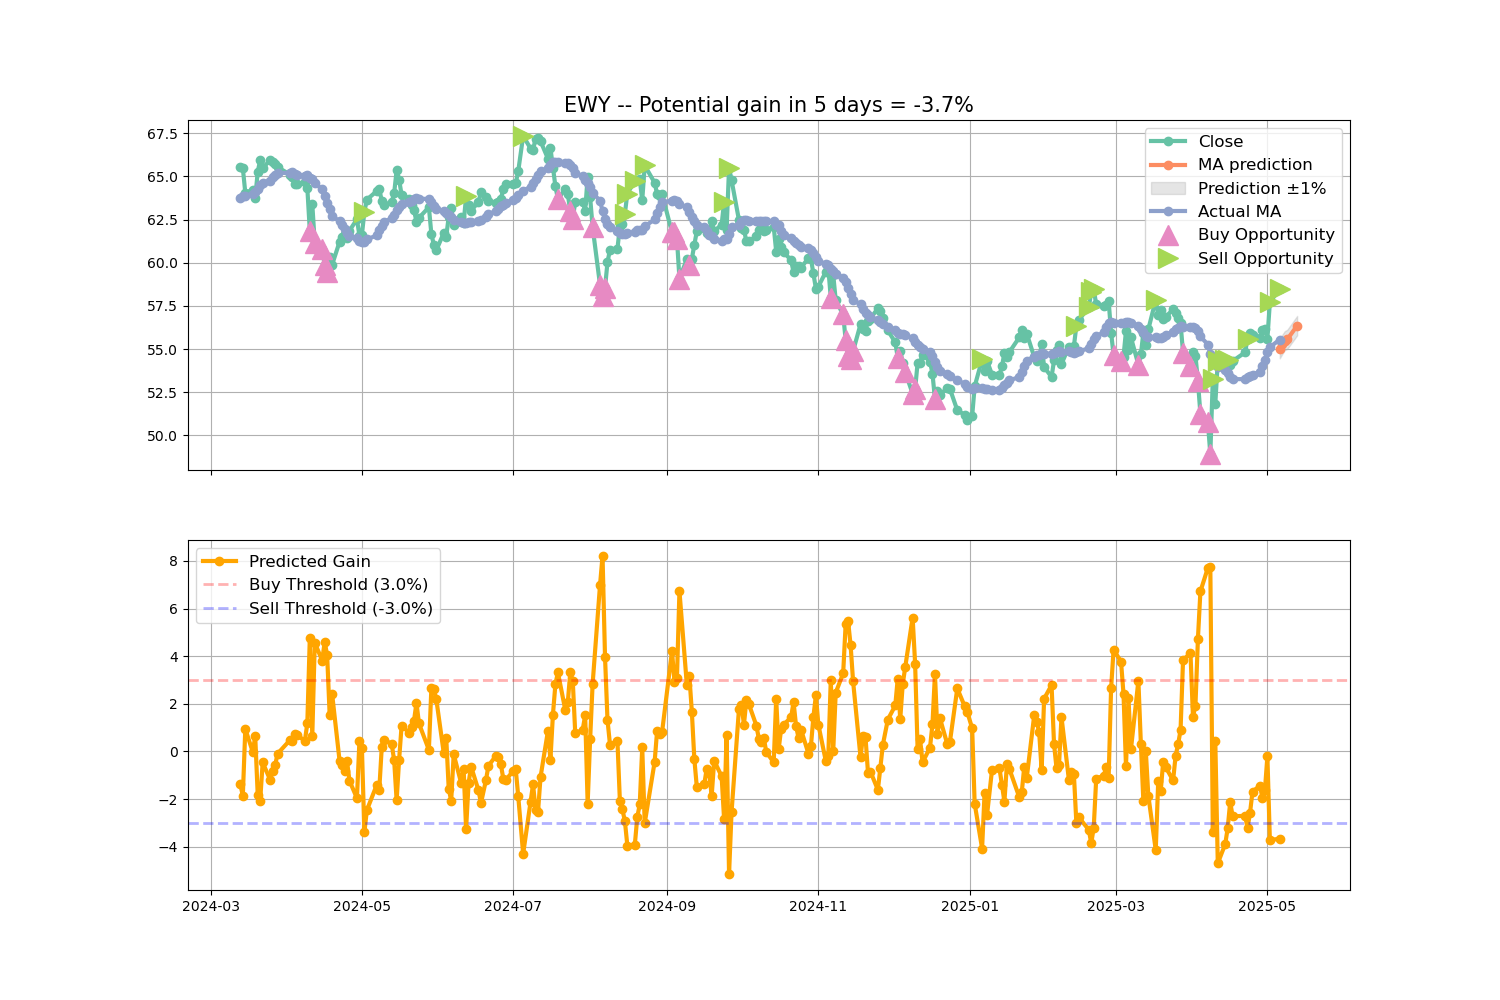 EWY -- Potential gain in 5 days = -3.7%
67.5
65.0
62.5
60.0
57.5
55.0
52.5
50.0
Close
MA prediction
Prediction ±1%
Actual MA
Buy Opportunity
Sell Opportunity
8
6
4
2
0
−2
−4
Predicted Gain
Buy Threshold (3.0%)
Sell Threshold (-3.0%)
2024-03 2024-05 2024-07 2024-09 2024-11 2025-01 2025-03 2025-05